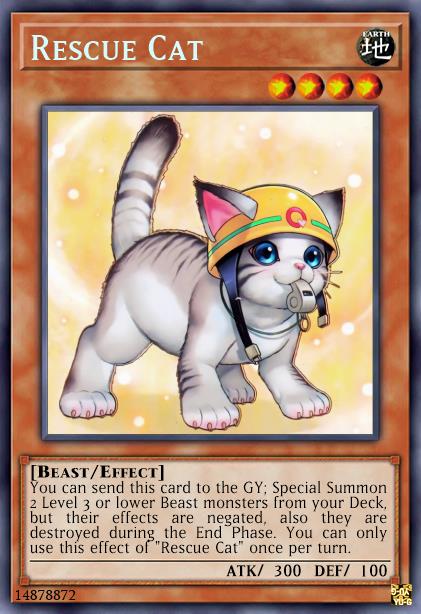 RESCUE CAT
EARTH
地
[BEAST/EFFECT]
You can send this card to the GY; Special Summon
2 Level 3 or lower Beast monsters from your Deck,
but their effects are negated, also they are
destroyed during the End Phase. You can only
use this effect of "Rescue Cat" once per turn.
ATK/ 300 DEF/ 100
14878872